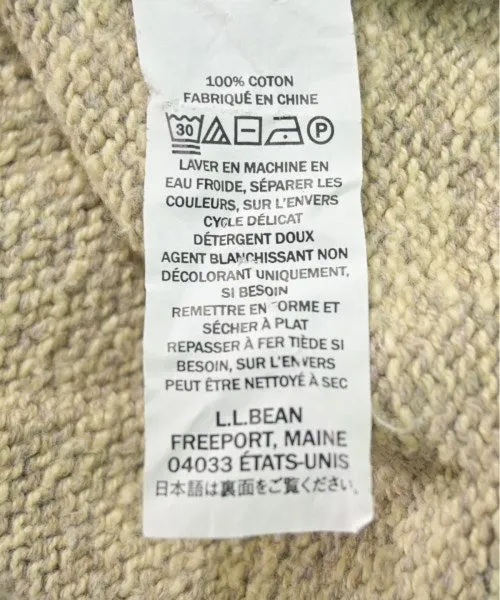 100% COTON
FABRIQUÉ EN CHINE
30 P
LAVER EN MACHINE EN
EAU FROIDE, SÉPARER LES
COULEURS, SUR L'ENVERS
CYCLE DÉLICAT
DÉTERGENT DOUX
AGENT BLANCHISSANT NON
DÉCOLORANT UNIQUEMENT,
SI BESOIN
REMETTRE EN FORME ET
SÉCHER À PLAT
REPASSER À FER TIÈDE SI
BESOIN, SUR L'ENVERS
PEUT ÊTRE NETTOYÉ À SEC
L.L.BEAN
FREEPORT, MAINE
04033 ÉTATS-UNIS
日本語は裏面をご覧ください。